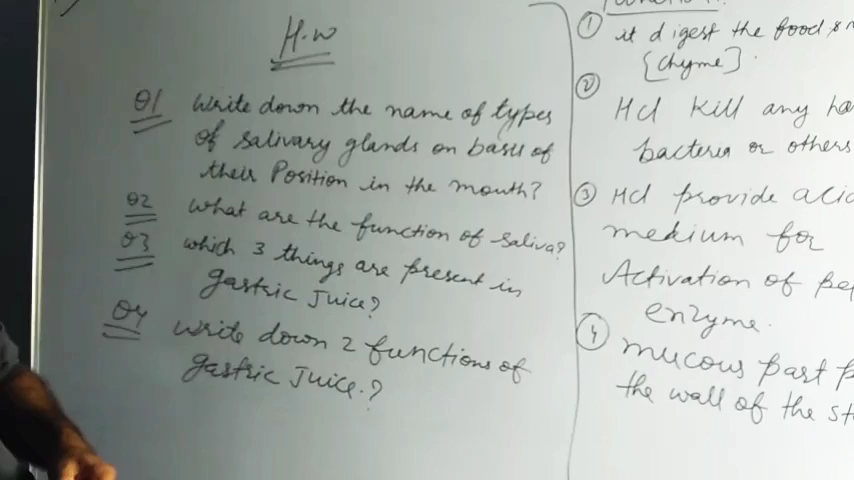 H.W
Q1 Write down the name of types
of salivary glands on basis of
their Position in the mouth?
Q2 What are the function of saliva?
Q3 which 3 things are present in
gastric Juice?
Q4 write down 2 functions of
gastric Juice.?
① it digest the food
[chyme].
② HCl Kill any
bacteria or others
③ HCl provide
medium for
Activation of
enzyme.
④ mucous part
the wall of the